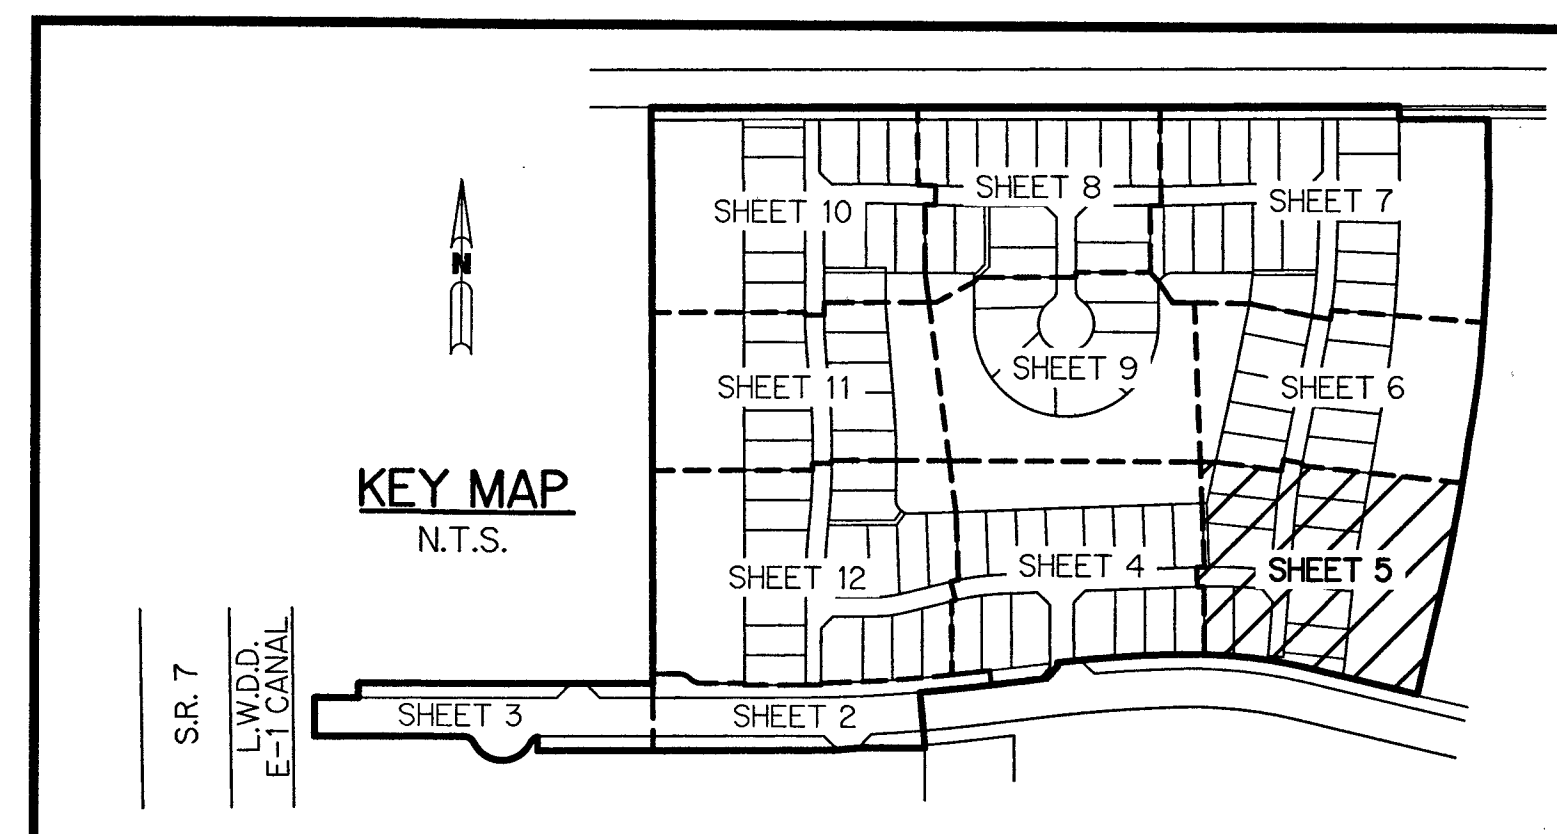 SHEET 8
SHEET 7
SHEET 10
N
SHEET 9
SHEET 11
SHEET 6
KEY MAP
N.T.S.
SHEET 12
SHEET 4
SHEET 5
S.R. 7
L.W.D.D.
E-1 CANAL
SHEET 3
SHEET 2